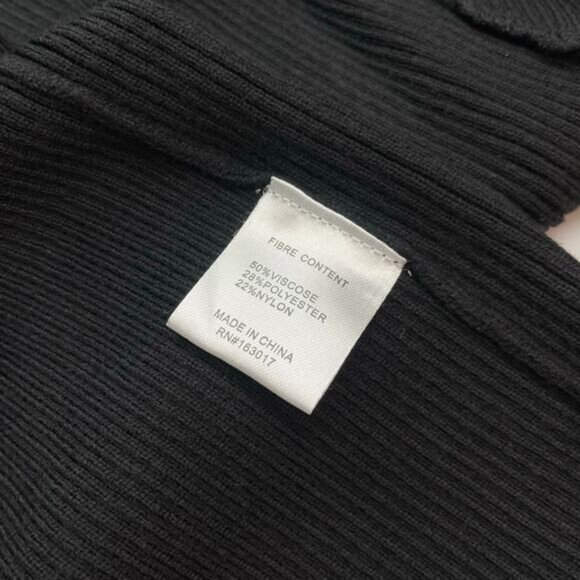 FIBRE CONTENT
50%VISCOSE
28%POLYESTER
22%NYLON
MADE IN CHINA
RN#163017